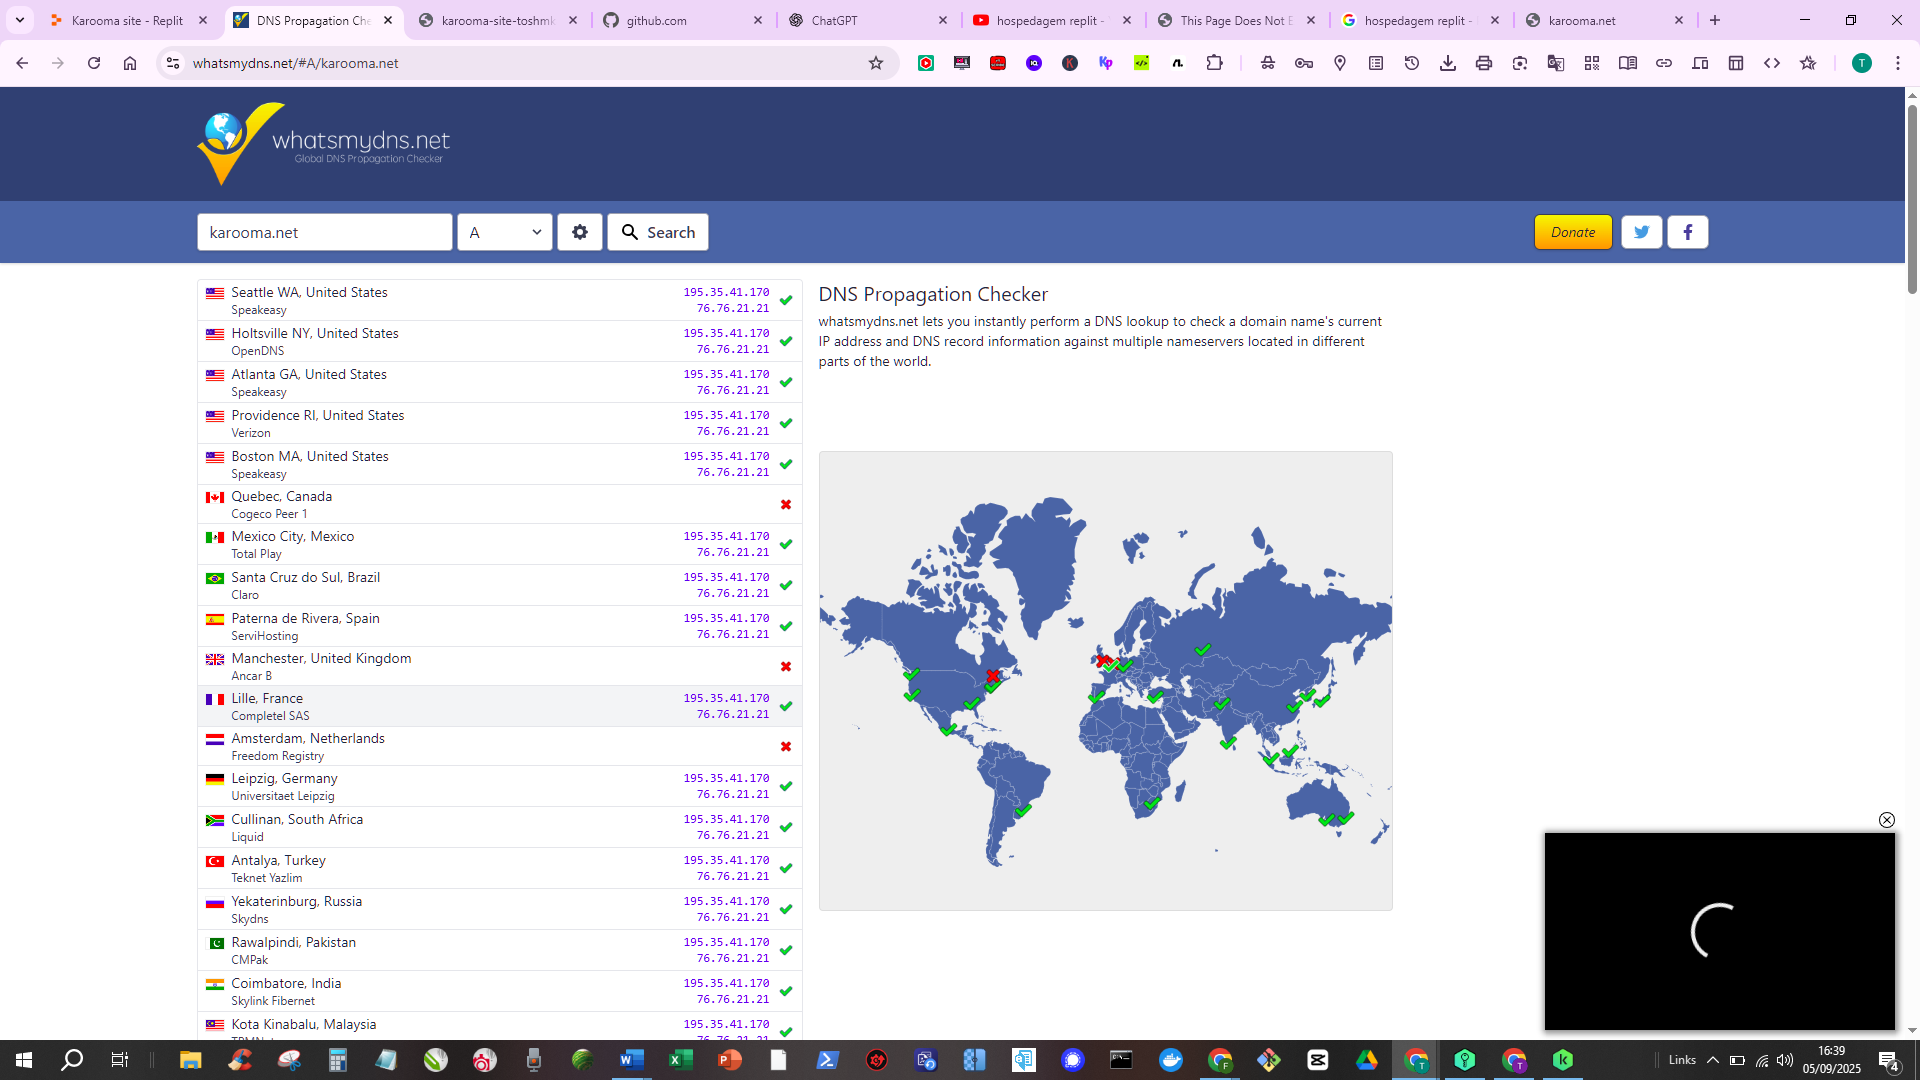 Karooma site - Replit
DNS Propagation Che
karooma-site-toshmk
github.com
ChatGPT
hospedagem replit -
This Page Does Not E
hospedagem replit -
karooma.net
whatsmydns.net/#A/karooma.net
T
whatsmydns.net
Global DNS Propagation Checker
karooma.net
A
Search
Donate
Seattle WA, United States
Speakeasy
195.35.41.170
76.76.21.21
Holtsville NY, United States
OpenDNS
195.35.41.170
76.76.21.21
Atlanta GA, United States
Speakeasy
195.35.41.170
76.76.21.21
Providence RI, United States
Verizon
195.35.41.170
76.76.21.21
Boston MA, United States
Speakeasy
195.35.41.170
76.76.21.21
Quebec, Canada
Cogeco Peer 1
Mexico City, Mexico
Total Play
195.35.41.170
76.76.21.21
Santa Cruz do Sul, Brazil
Claro
195.35.41.170
76.76.21.21
Paterna de Rivera, Spain
ServiHosting
195.35.41.170
76.76.21.21
Manchester, United Kingdom
Ancar B
Lille, France
Completel SAS
195.35.41.170
76.76.21.21
Amsterdam, Netherlands
Freedom Registry
Leipzig, Germany
Universitaet Leipzig
195.35.41.170
76.76.21.21
Cullinan, South Africa
Liquid
195.35.41.170
76.76.21.21
Antalya, Turkey
Teknet Yazlim
195.35.41.170
76.76.21.21
Yekaterinburg, Russia
Skydns
195.35.41.170
76.76.21.21
Rawalpindi, Pakistan
CMPak
195.35.41.170
76.76.21.21
Coimbatore, India
Skylink Fibernet
195.35.41.170
76.76.21.21
Kota Kinabalu, Malaysia
195.35.41.170
DNS Propagation Checker
whatsmydns.net lets you instantly perform a DNS lookup to check a domain name's current
IP address and DNS record information against multiple nameservers located in different
parts of the world.
Links
16:39
05/09/2025
4